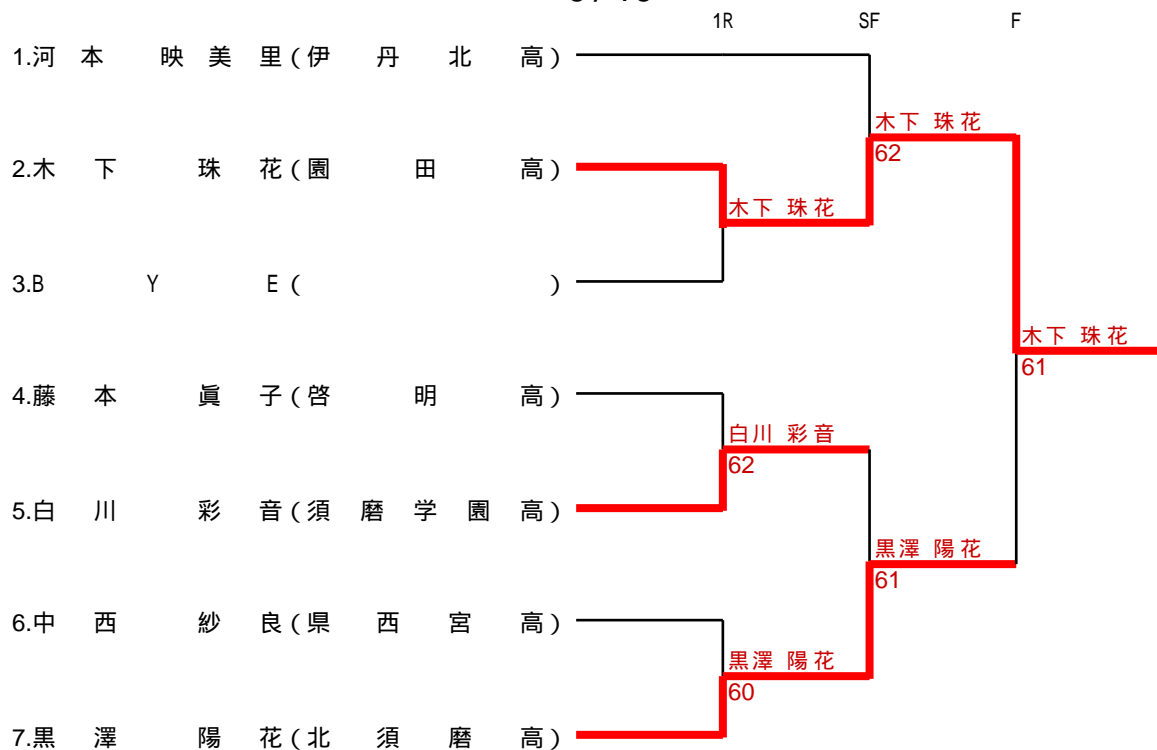 1R SF F
1.河本 映美里(伊丹北高)
木下 珠花
62
2.木下 珠花(園田高)
木下 珠花
3.BYE( )
木下 珠花
61
4.藤本 眞子(啓明高)
白川 彩音
62
5.白川 彩音(須磨学園高)
黒澤 陽花
61
6.中西 紗良(県西宮高)
黒澤 陽花
60
7.黒澤 陽花(北須磨高)